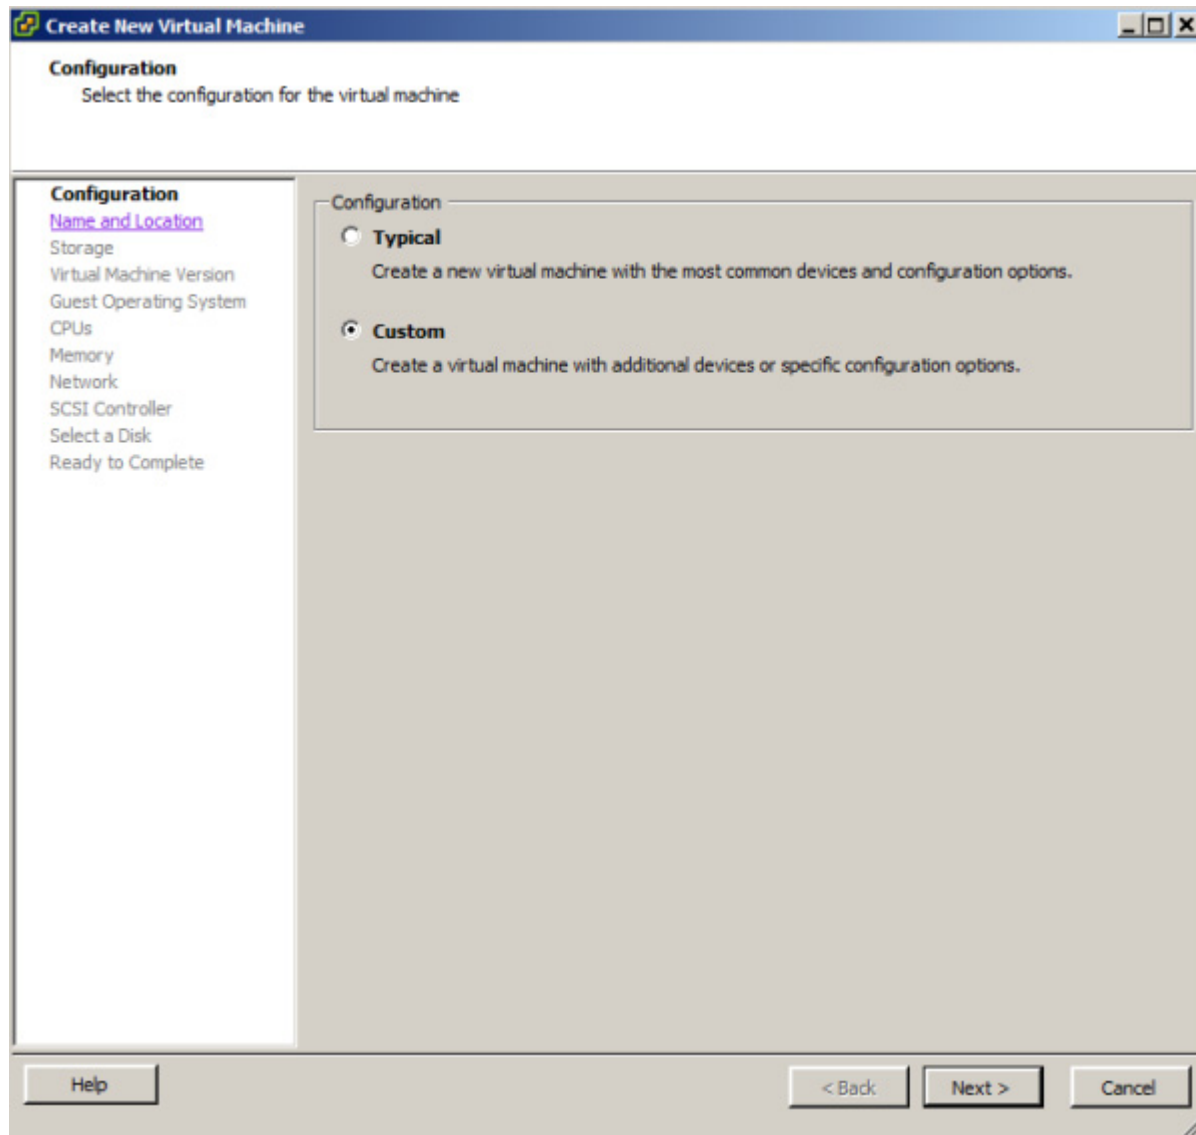 Create New Virtual Machine
Configuration
Select the configuration for the virtual machine
Configuration
Name and Location
Storage
Virtual Machine Version
Guest Operating System
CPUs
Memory
Network
SCSI Controller
Select a Disk
Ready to Complete
Configuration
Typical
Create a new virtual machine with the most common devices and configuration options.
Custom
Create a virtual machine with additional devices or specific configuration options.
Help
< Back
Next >
Cancel